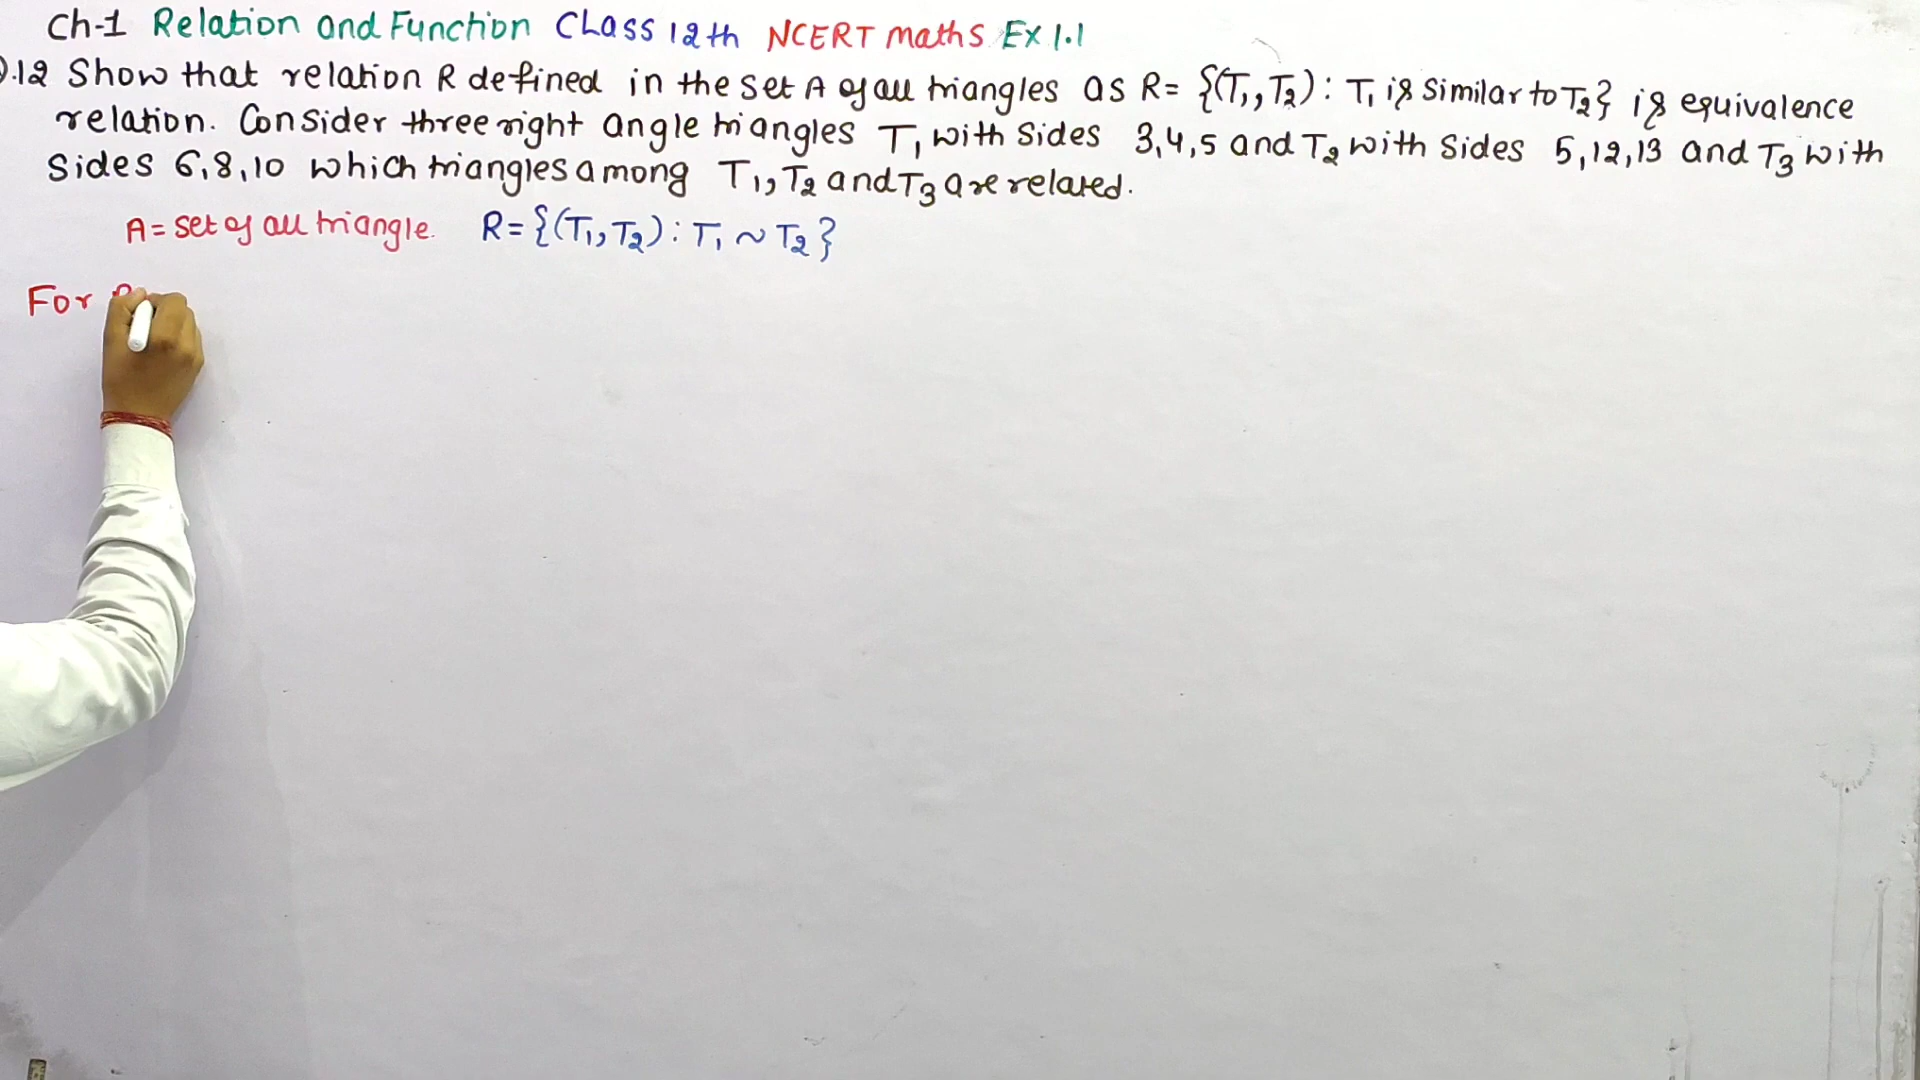 Ch-1 Relation and Function Class 12th NCERT maths Ex 1.1
.12 Show that relation R defined in the set A of all triangles as R= {(T₁,T₂): T₁ is similar to T₂} is equivalence
relation. Consider three right angle triangles T₁ with sides 3,4,5 and T₂ with sides 5,12,13 and T₃ with
sides 6,8,10 which triangles among T₁,T₂ and T₃ are related.
A = set of all triangle. R = {(T₁,T₂): T₁ ~ T₂}
For